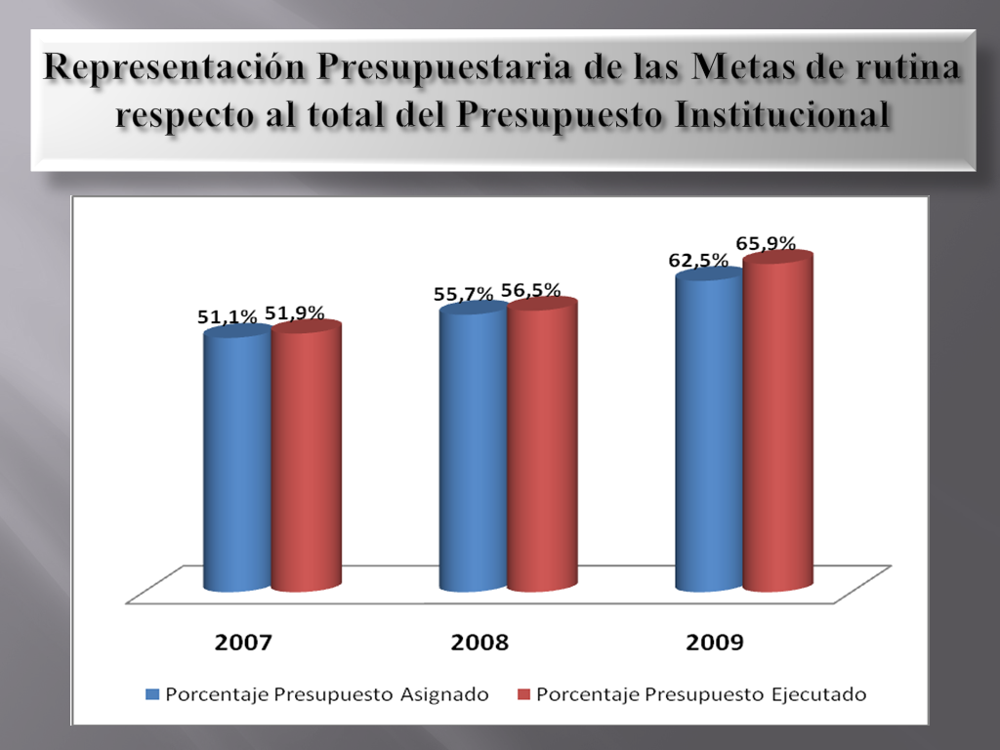 Representación Presupuestaria de las Metas de rutina
respecto al total del Presupuesto Institucional
51,1% 51,9%
55,7% 56,5%
62,5% 65,9%
2007 2008 2009
Porcentaje Presupuesto Asignado Porcentaje Presupuesto Ejecutado